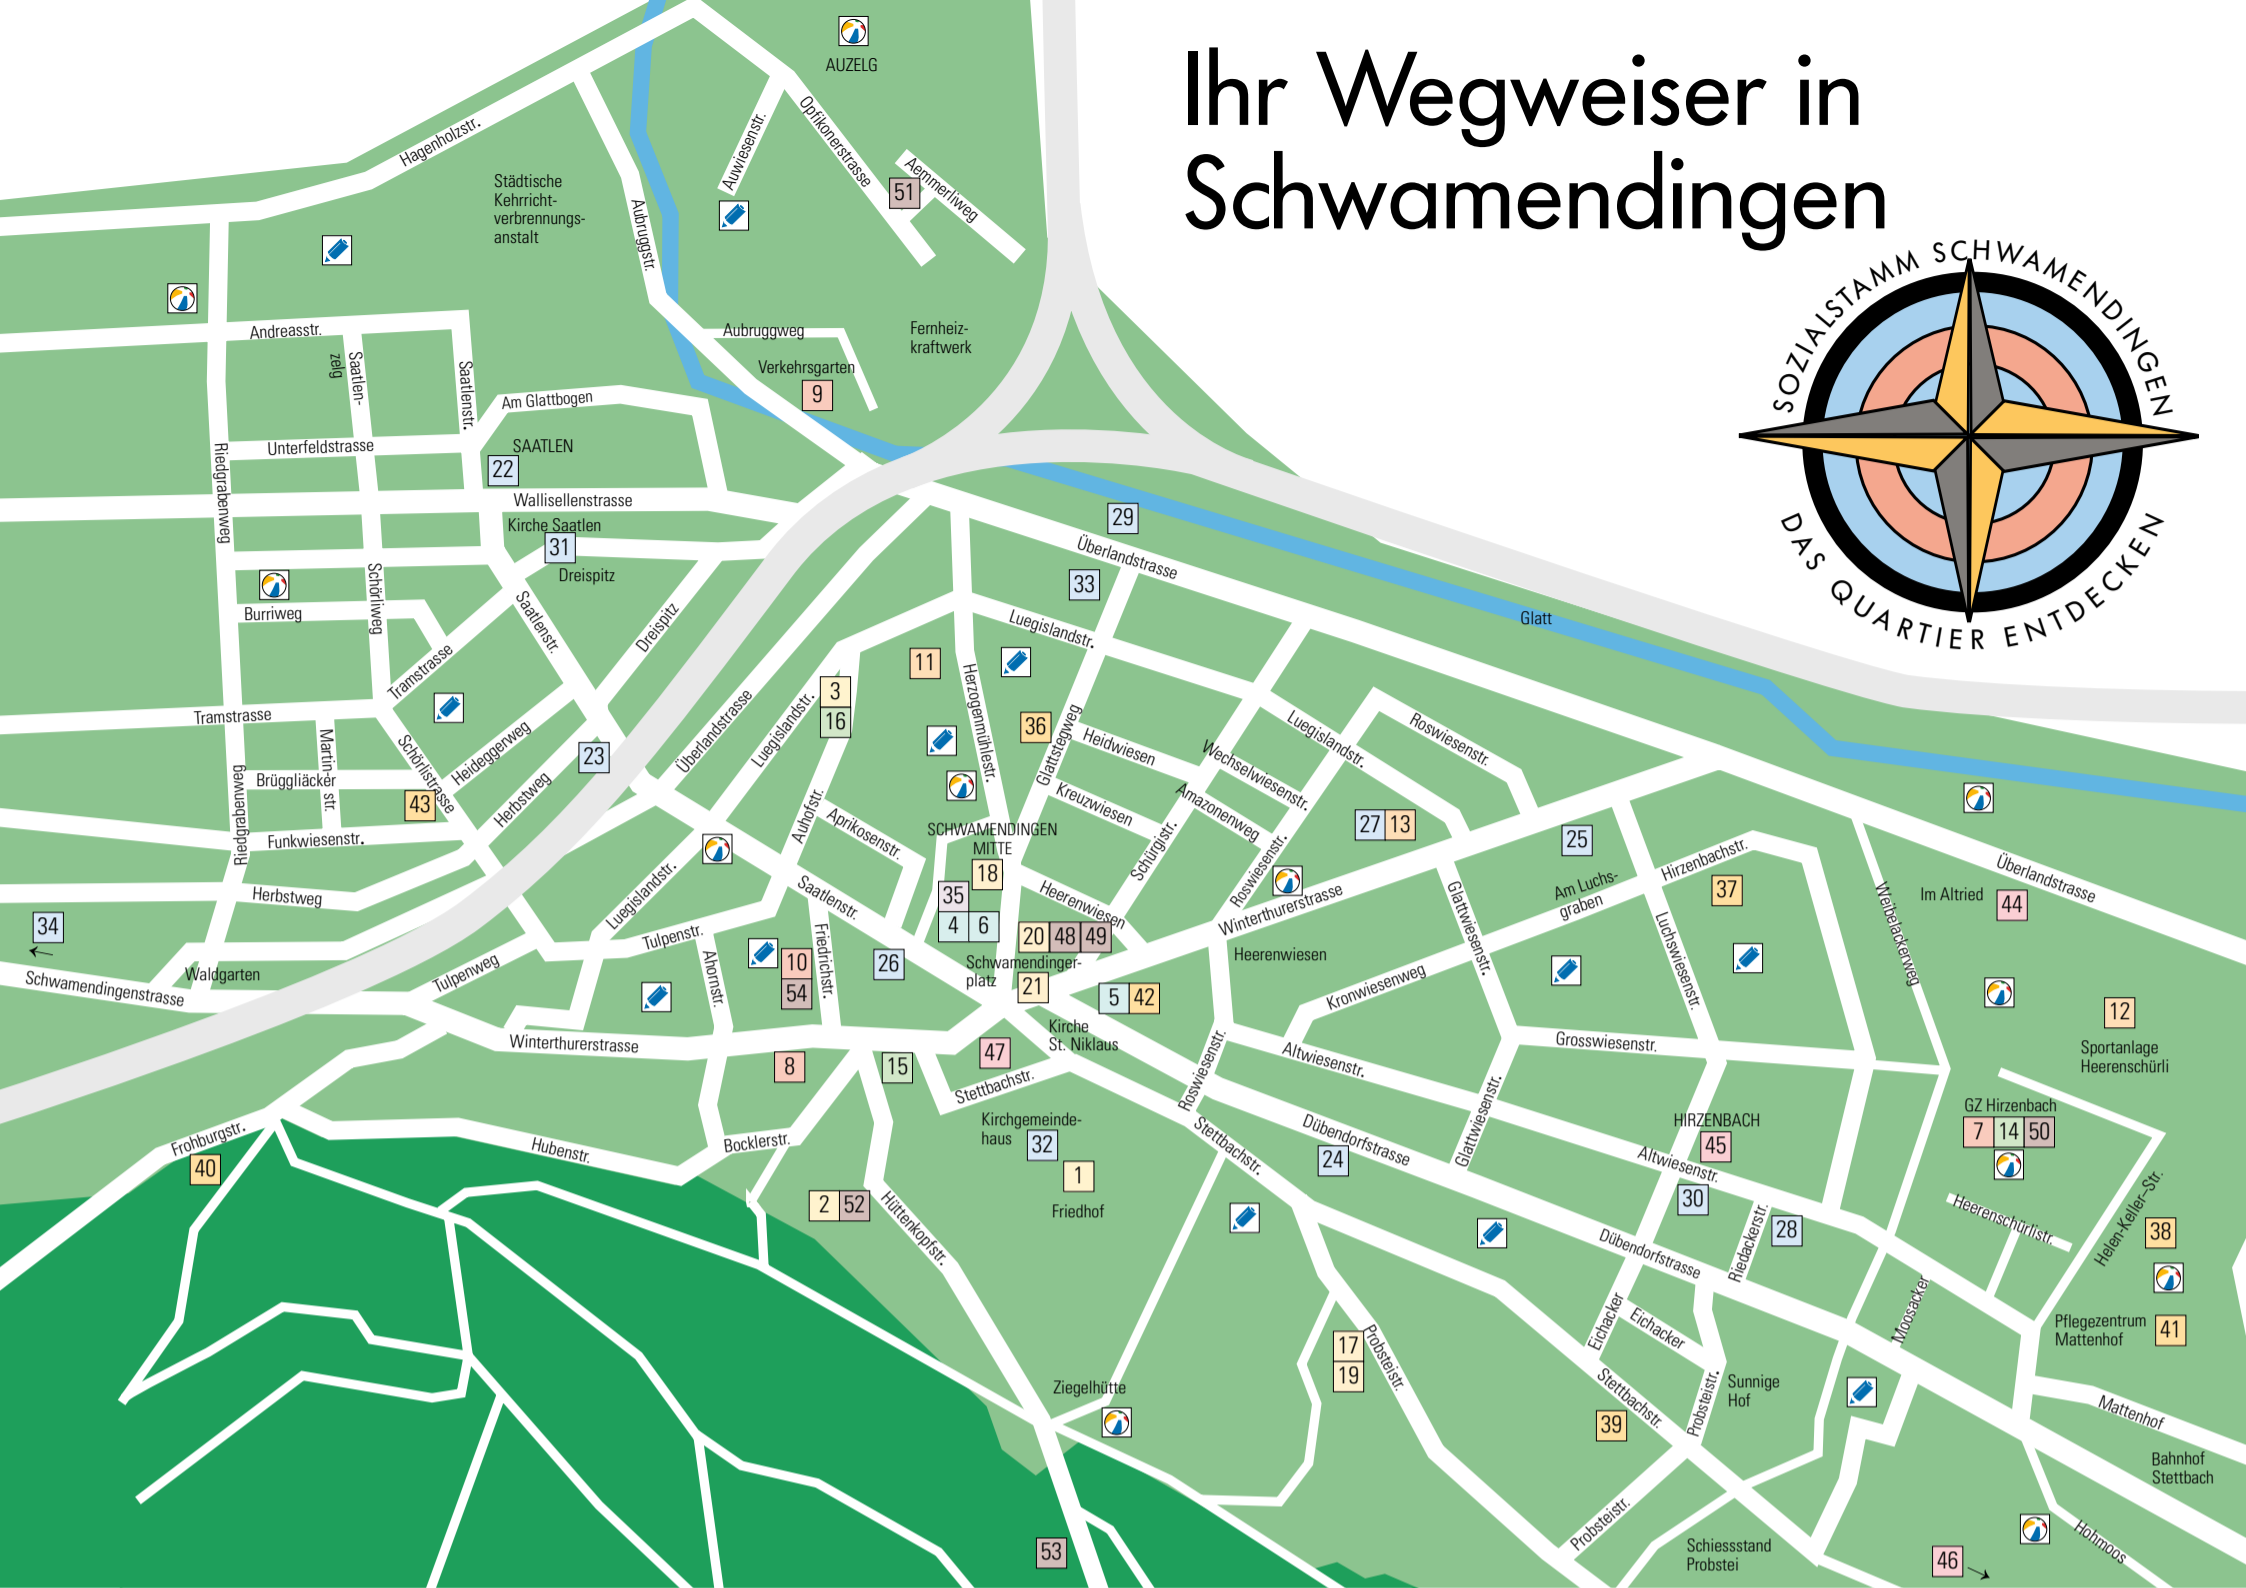 Ihr Wegweiser in
Schwamendingen
SOZIALSTAMM SCHWAMENDINGEN
DAS QUARTIER ENTDECKEN
AUZELG
Hagenholzstr.
Städtische
Kehrricht-
verbrennungs-
anstalt
Auwiesenstr.
Opfikonerstrasse
51
Aemmerliweg
Aubruggstr.
Andreasstr.
Saatlen-
zelg
Saatlenstr.
Aubruggweg
Fernheiz-
kraftwerk
Verkehrsgarten
9
Am Glattbogen
Unterfeldstrasse
SAATLEN
22
Riedgrabenweg
Wallisellenstrasse
Kirche Saatlen
31
Dreispitz
29
Überlandstrasse
33
Schörliweg
Burriweg
Saatlenstr.
Dreispitz
Tramstrasse
Luegislandstr.
Glatt
11
Herzogenmühlestr.
3
16
Tramstrasse
Martin
str.
Schörlistrasse
Heideggerweg
Überlandstrasse
Luegislandstr.
36
Glattstegweg
Heidwiesen
Wechselwiesenstr.
Luegislandstr.
Roswiesenstr.
23
Brüggliäcker
43
Herbstweg
Riedgrabenweg
Funkwiesenstr.
Auhofstr.
Aprikosenstr.
Kreuzwiesen
Amazonenweg
Schürgistr.
SCHWAMENDINGEN
MITTE
18
35
4
6
27
13
25
Hirzenbachstr.
Überlandstrasse
Roswiesenstr.
Herbstweg
Luegislandstr.
Saatlenstr.
Heerenwiesen
Winterthurerstrasse
Am Luchs-
graben
37
Im Altried
44
Weibelackerweg
34
Tulpenstr.
Friedrichstr.
20
48
49
Glattwiesenstr.
Luchswiesenstr.
Waldgarten
Schwamendingenstrasse
Tulpenweg
Ahornstr.
10
54
26
Schwamendinger-
platz
21
Heerenwiesen
Kronwiesenweg
5
42
12
Kirche
St. Niklaus
Winterthurerstrasse
8
15
47
Stettbachstr.
Roswiesenstr.
Altwiesenstr.
Grosswiesenstr.
Sportanlage
Heerenschürli
Glattwiesenstr.
GZ Hirzenbach
7
14
50
Kirchgemeinde-
haus
32
1
Friedhof
HIRZENBACH
45
Frohburgstr.
40
Hubenstr.
Bocklerstr.
Stettbachstr.
Dübendorfstrasse
24
Altwiesenstr.
30
28
Riedackerstr.
Heerenschürlistr.
Helen-Keller-Str.
38
2
52
Hüttenkopfstr.
Dübendorfstrasse
Eichacker
Eichacker
Moosacker
Pflegezentrum
Mattenhof
41
17
19
Probsteistr.
Ziegelhütte
Stettbachstr.
39
Probsteistr.
Sunnige
Hof
Mattenhof
Bahnhof
Stettbach
Probsteistr.
Schiessstand
Probstei
53
46
Hohmoos